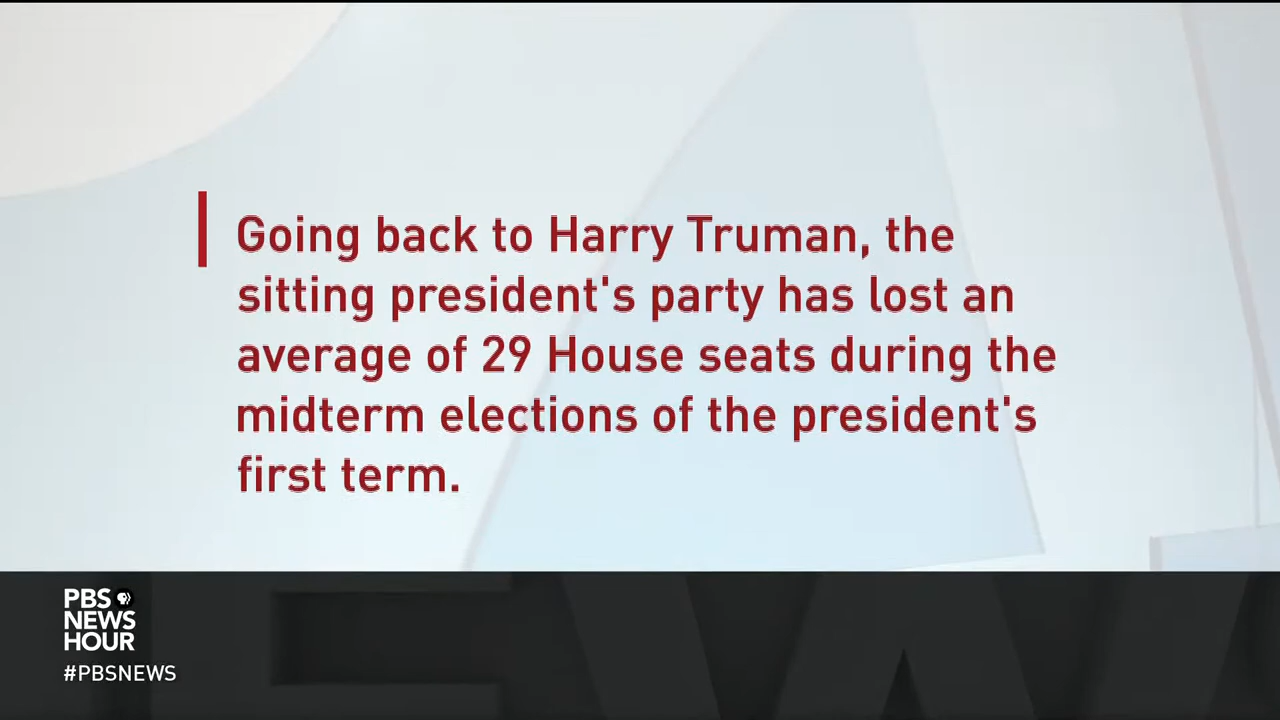 Going back to Harry Truman, the
sitting president's party has lost an
average of 29 House seats during the
midterm elections of the president's
first term.
PBS
NEWS
HOUR
#PBSNEWS